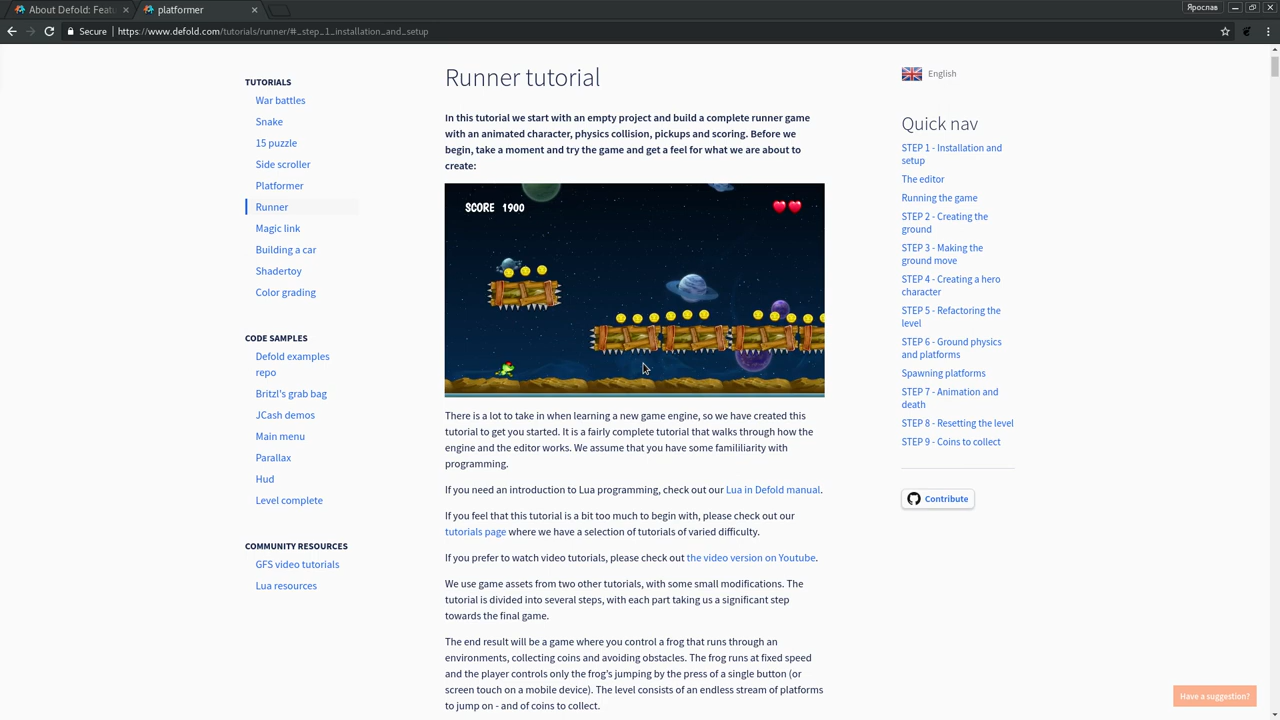 About Defold: Featu
platformer
Ярослав
Secure
https://www.defold.com/tutorials/runner/#_step_1_installation_and_setup
TUTORIALS
War battles
Snake
15 puzzle
Side scroller
Platformer
Runner
Magic link
Building a car
Shadertoy
Color grading
CODE SAMPLES
Defold examples
repo
Britzl's grab bag
JCash demos
Main menu
Parallax
Hud
Level complete
COMMUNITY RESOURCES
GFS video tutorials
Lua resources
Runner tutorial
In this tutorial we start with an empty project and build a complete runner game
with an animated character, physics collision, pickups and scoring. Before we
begin, take a moment and try the game and get a feel for what we are about to
create:
SCORE 1900
There is a lot to take in when learning a new game engine, so we have created this
tutorial to get you started. It is a fairly complete tutorial that walks through how the
engine and the editor works. We assume that you have some famililiarity with
programming.
If you need an introduction to Lua programming, check out our Lua in Defold manual.
If you feel that this tutorial is a bit too much to begin with, please check out our
tutorials page where we have a selection of tutorials of varied difficulty.
If you prefer to watch video tutorials, please check out the video version on Youtube.
We use game assets from two other tutorials, with some small modifications. The
tutorial is divided into several steps, with each part taking us a significant step
towards the final game.
The end result will be a game where you control a frog that runs through an
environments, collecting coins and avoiding obstacles. The frog runs at fixed speed
and the player controls only the frog's jumping by the press of a single button (or
screen touch on a mobile device). The level consists of an endless stream of platforms
to jump on - and of coins to collect.
English
Quick nav
STEP 1 - Installation and
setup
The editor
Running the game
STEP 2 - Creating the
ground
STEP 3 - Making the
ground move
STEP 4 - Creating a hero
character
STEP 5 - Refactoring the
level
STEP 6 - Ground physics
and platforms
Spawning platforms
STEP 7 - Animation and
death
STEP 8 - Resetting the level
STEP 9 - Coins to collect
Contribute
Have a suggestion?